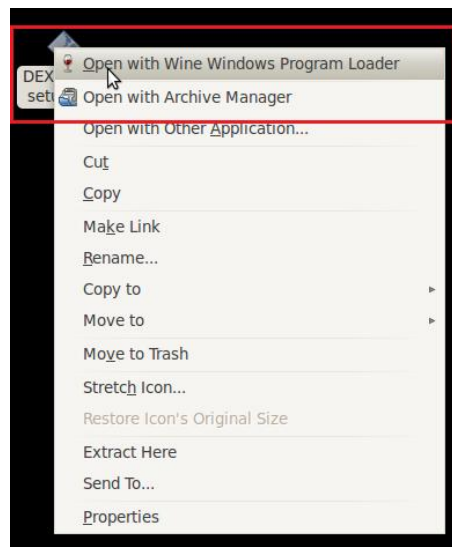 Open with Wine Windows Program Loader
DEX
setu
Open with Archive Manager
Open with Other Application...
Cut
Copy
Make Link
Rename...
Copy to
Move to
Move to Trash
Stretch Icon...
Restore Icon's Original Size
Extract Here
Send To...
Properties